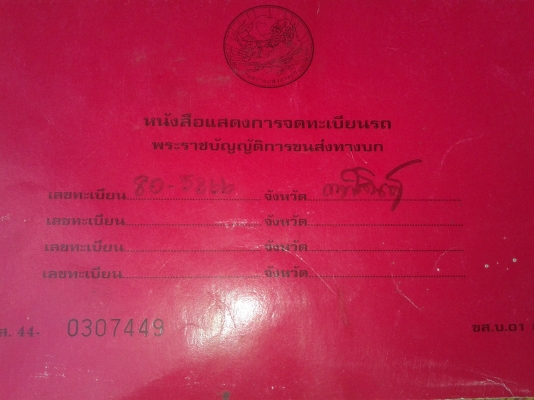 หนังสือแสดงการจดทะเบียนรถ
พระราชบัญญัติการขนส่งทางบก
เลขทะเบียน 80- จังหวัด
เลขทะเบียน จังหวัด
เลขทะเบียน จังหวัด
เลขทะเบียน จังหวัด
ส. 44- 0307449 ขส.บ.01